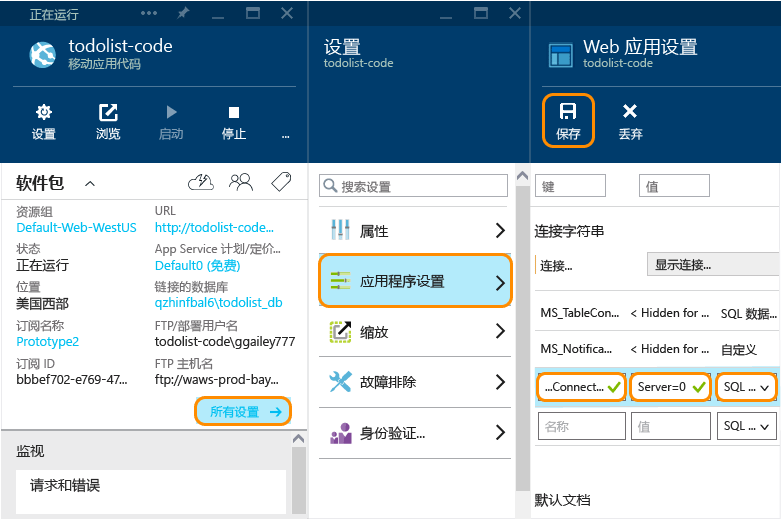 正在运行
todolist-code
移动应用代码
设置
浏览
启动
停止
...
软件包
资源组
URL
Default-Web-WestUS
http://todolist-code...
状态
App Service 计划/定价...
正在运行
Default0 (免费)
位置
链接的数据库
美国西部
qzhinfbal6\todolist_db
订阅名称
FTP/部署用户名
Prototype2
todolist-code\ggailey777
订阅 ID
FTP 主机名
bbbef702-e769-47...
ftp://waws-prod-bay...
所有设置
监视
请求和错误
设置
todolist-code
搜索设置
属性
应用程序设置
缩放
故障排除
身份验证...
Web 应用设置
todolist-code
保存
丢弃
键
值
连接字符串
连接...
显示连接...
MS_TableCon...
< Hidden for ...
SQL 数据...
MS_Notifica...
< Hidden for ...
自定义
...Connect...
Server=0
SQL ...
名称
值
SQL ...
默认文档